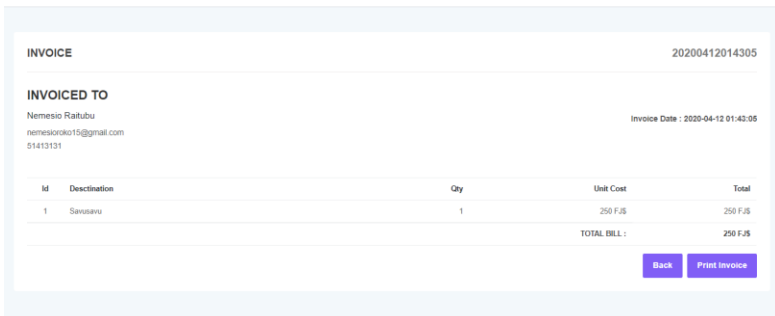 INVOICE 20200412014305
INVOICED TO
Nemesio Raitubu
Invoice Date : 2020-04-12 01:43:05
nemesioroko15@gmail.com
51413131
Id Desctination Qty Unit Cost Total
1 Savusavu 1 250 FJ$ 250 FJ$
TOTAL BILL : 250 FJ$
Back Print Invoice